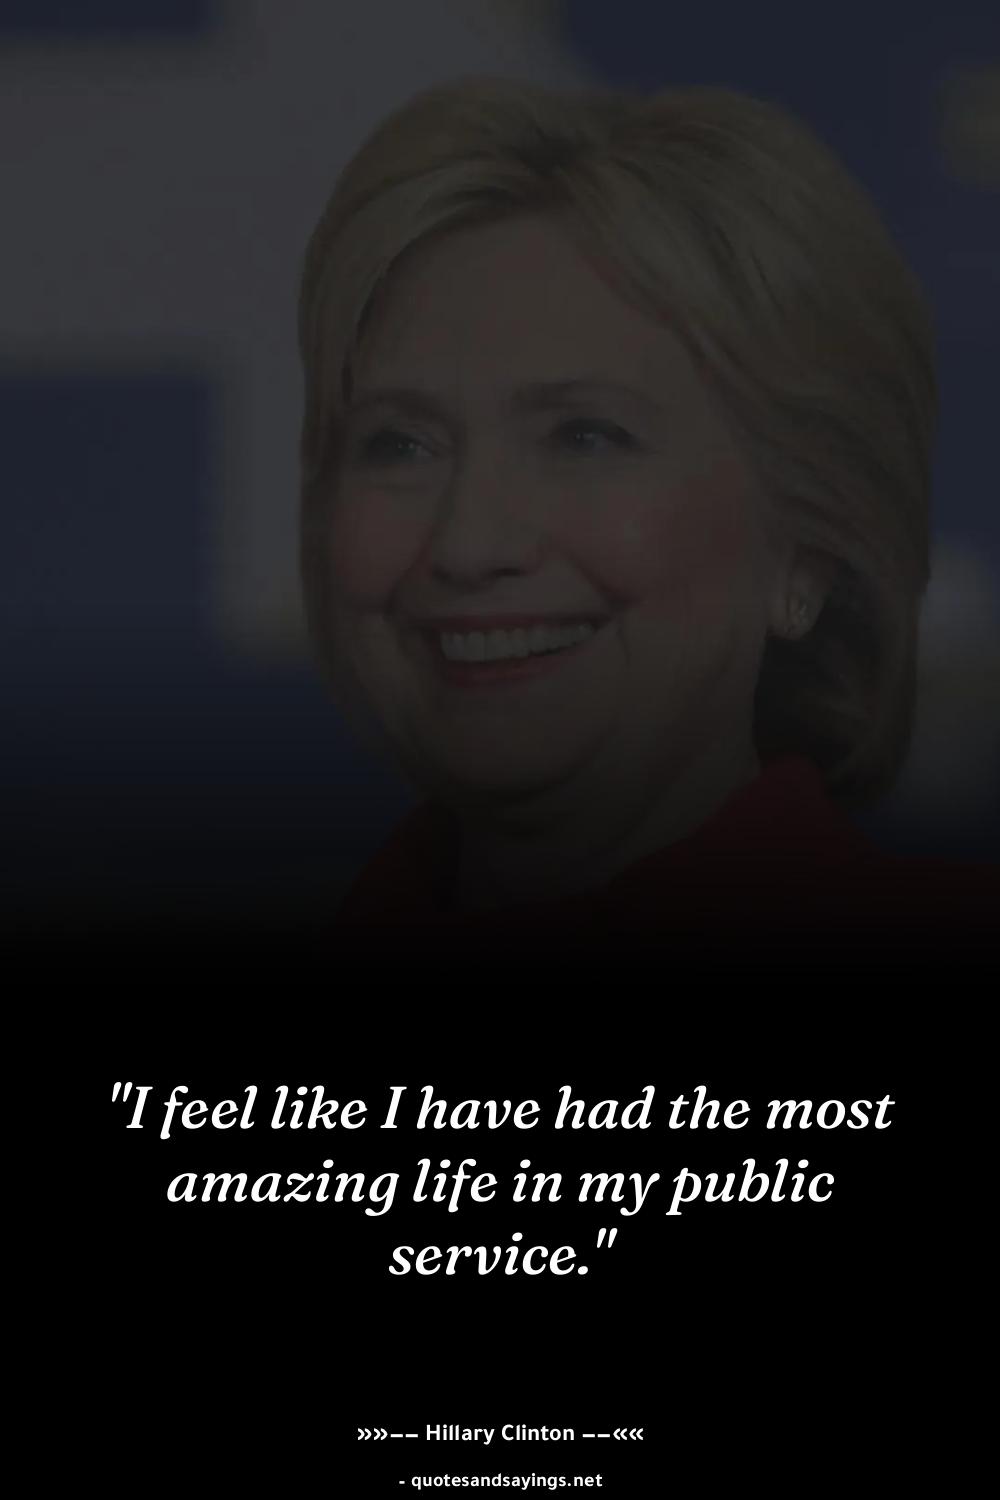 "I feel like I have had the most
amazing life in my public
service."
»»−− Hillary Clinton −−««
- quotesandsayings.net